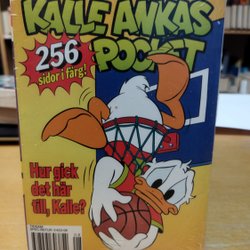 KALLE ANKAS
POCKET
256
sidor i färg!
Hur gick
det här
till, Kalle?